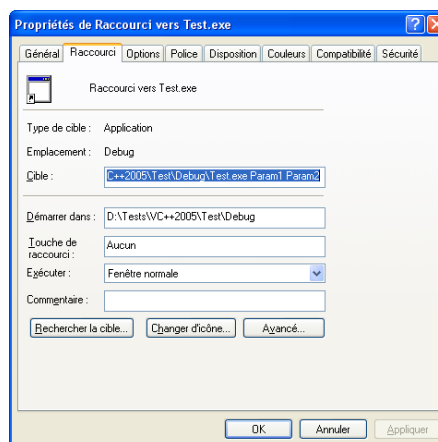 Propriétés de Raccourci vers Test.exe
Général Raccourci Options Police Disposition Couleurs Compatibilité Sécurité
Raccourci vers Test.exe
Type de cible : Application
Emplacement : Debug
Cible : C++2005\Test\Debug\Test.exe Param1 Param2
Démarrer dans : D:\Tests\VC++2005\Test\Debug
Touche de
raccourci : Aucun
Exécuter : Fenêtre normale
Commentaire :
Rechercher la cible... Changer d'icône... Avancé...
OK Annuler Appliquer